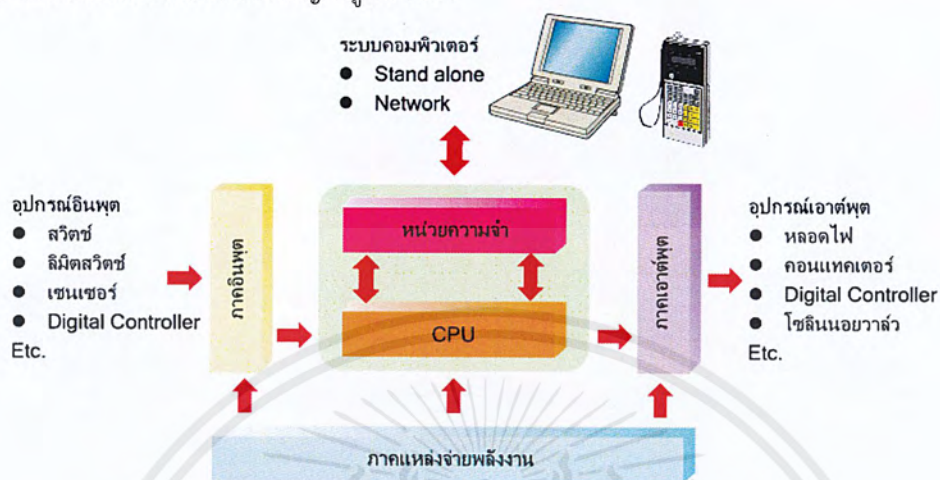 ระบบคอมพิวเตอร์
● Stand alone
● Network
อุปกรณ์อินพุต
● สวิตช์
● ลิมิตสวิตช์
● เซนเซอร์
● Digital Controller
Etc.
ภาคอินพุต
หน่วยความจำ
CPU
ภาคเอาต์พุต
อุปกรณ์เอาต์พุต
● หลอดไฟ
● คอนแทคเตอร์
● Digital Controller
● โซลินนอยวาล์ว
Etc.
ภาคแหล่งจ่ายพลังงาน